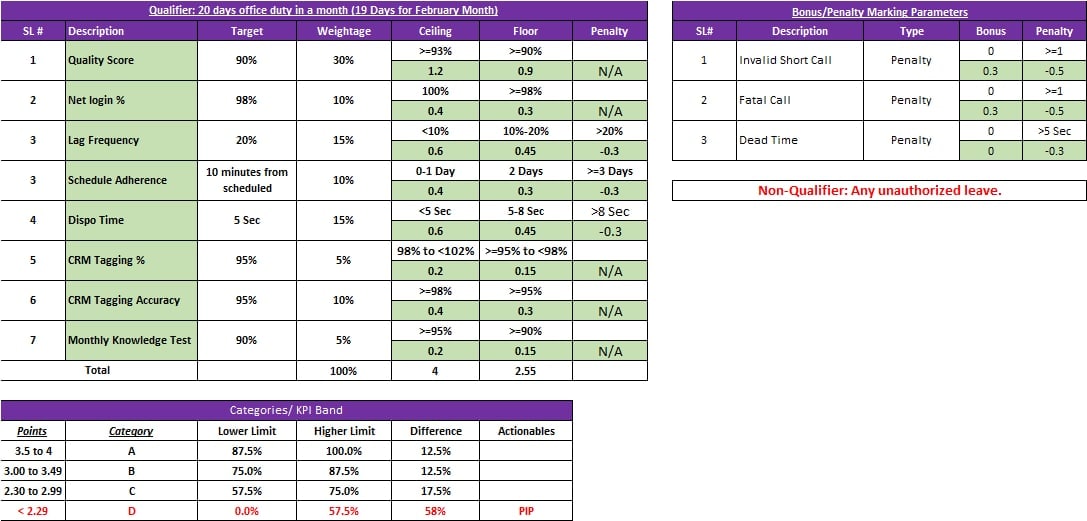 Qualifier: 20 days office duty in a month (19 Days for February Month)
SL # Description Target Weightage Ceiling Floor Penalty
1 Quality Score 90% 30% >=93% >=90%
1.2 0.9 N/A
2 Net login % 98% 10% 100% >=98%
0.4 0.3 N/A
3 Lag Frequency 20% 15% <10% 10%-20% >20%
0.6 0.45 -0.3
3 Schedule Adherence 10 minutes from scheduled 10% 0-1 Day 2 Days >=3 Days
0.4 0.3 -0.3
4 Dispo Time 5 Sec 15% <5 Sec 5-8 Sec >8 Sec
0.6 0.45 -0.3
5 CRM Tagging % 95% 5% 98% to <102% >=95% to <98%
0.2 0.15 N/A
6 CRM Tagging Accuracy 95% 10% >=98% >=95%
0.4 0.3 N/A
7 Monthly Knowledge Test 90% 5% >=95% >=90%
0.2 0.15 N/A
Total 100% 4 2.55
Bonus/Penalty Marking Parameters
SL# Description Type Bonus Penalty
1 Invalid Short Call Penalty 0 >=1
0.3 -0.5
2 Fatal Call Penalty 0 >=1
0.3 -0.5
3 Dead Time Penalty 0 >5 Sec
0 -0.3
Non-Qualifier: Any unauthorized leave.
Categories/ KPI Band
Points Category Lower Limit Higher Limit Difference Actionables
3.5 to 4 A 87.5% 100.0% 12.5%
3.00 to 3.49 B 75.0% 87.5% 12.5%
2.30 to 2.99 C 57.5% 75.0% 17.5%
< 2.29 D 0.0% 57.5% 58% PIP